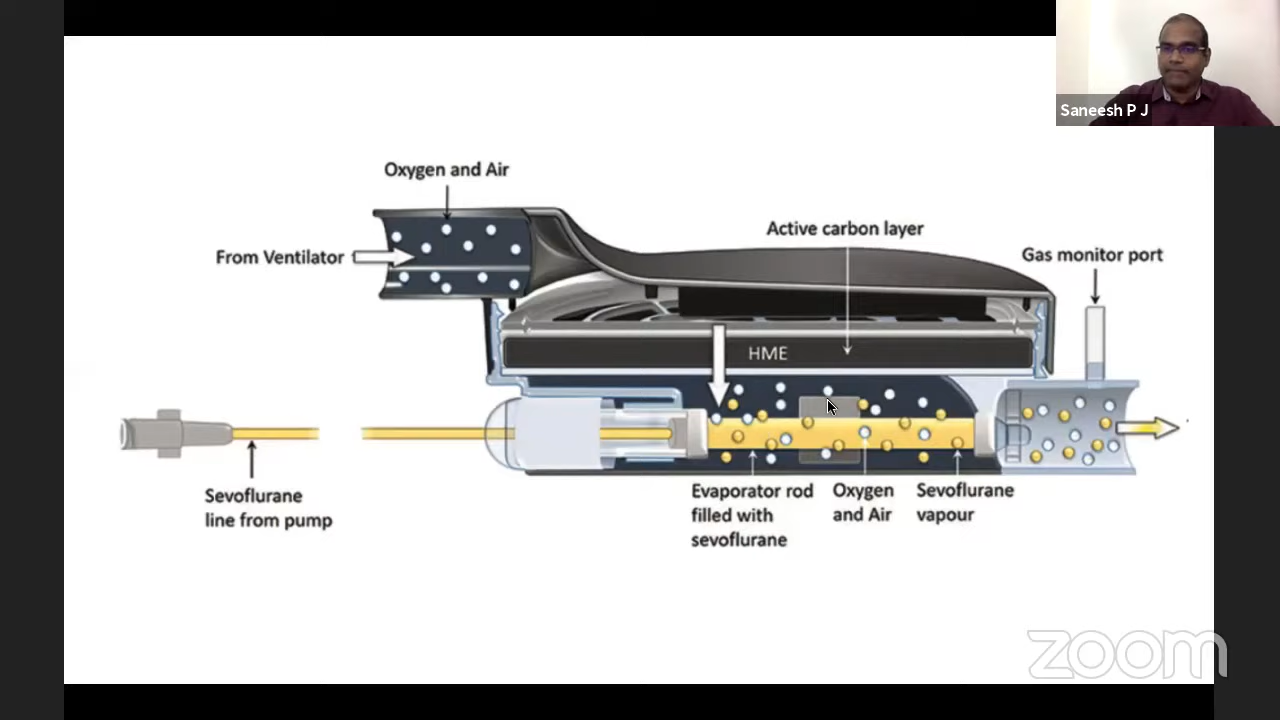 Saneesh P J
Oxygen and Air
Active carbon layer
From Ventilator
Gas monitor port
HME
Sevoflurane
line from pump
Evaporator rod
filled with
sevoflurane
Oxygen
and Air
Sevoflurane
vapour
zoom